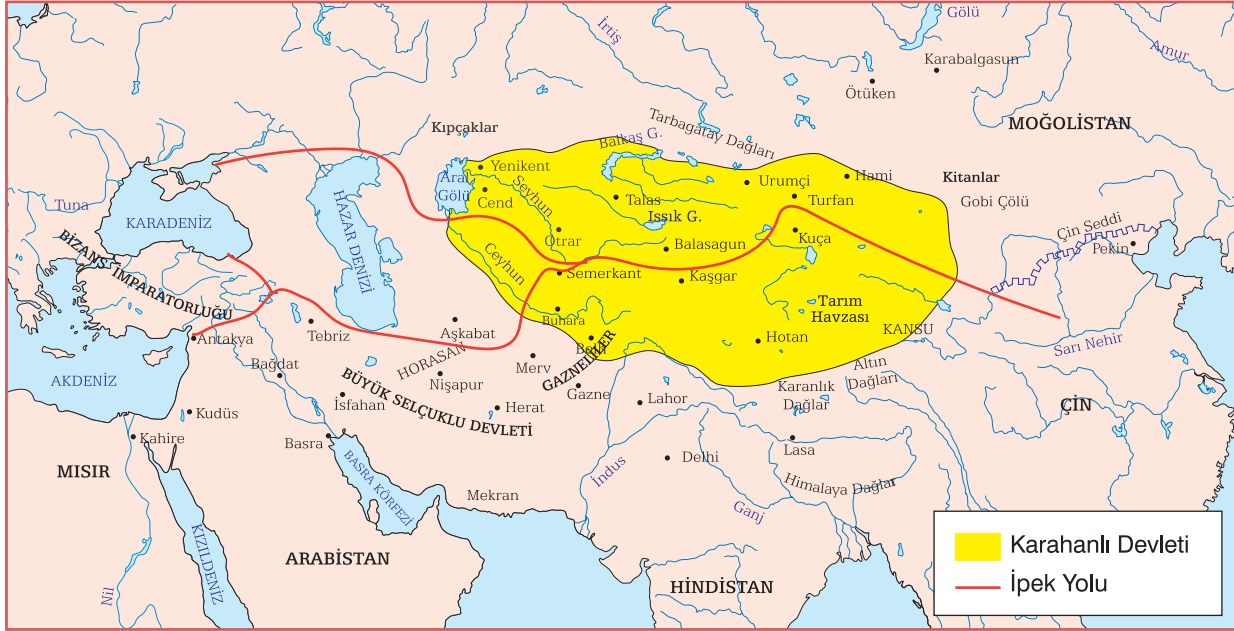 Gölü
İrtiş
Amur
Karabalgasun
Ötüken
Tarbagatay Dağları
MOĞOLİSTAN
Kıpçaklar
Balkaş G.
Yenikent
Aral
Gölü
Cend
Seyhun
Talas
Issık G.
Urumçi
Hami
Turfan
Kitanlar
Gobi Çölü
Çin Seddi
Pekin
Tuna
KARADENİZ
HAZAR DENİZİ
Otrar
Balasagun
Kuça
BİZANS İMPARATORLUĞU
Ceyhun
Semerkant
Kaşgar
Tarım
Havzası
Buhara
KANSU
Antakya
Tebriz
Aşkabat
HORASAN
Belh
GAZNELİLER
Hotan
Sarı Nehir
AKDENİZ
Bağdat
BÜYÜK SELÇUKLU DEVLETİ
Nişapur
Merv
Gazne
Altın
Dağları
Karanlık
Dağlar
ÇİN
Kudüs
İsfahan
Herat
Lahor
Kahire
Basra
Lasa
MISIR
BASRA KÖRFEZİ
Mekran
İndus
Delhi
Himalaya Dağlar
Ganj
KIZILDENİZ
Nil
ARABİSTAN
HİNDİSTAN
Karahanlı Devleti
İpek Yolu